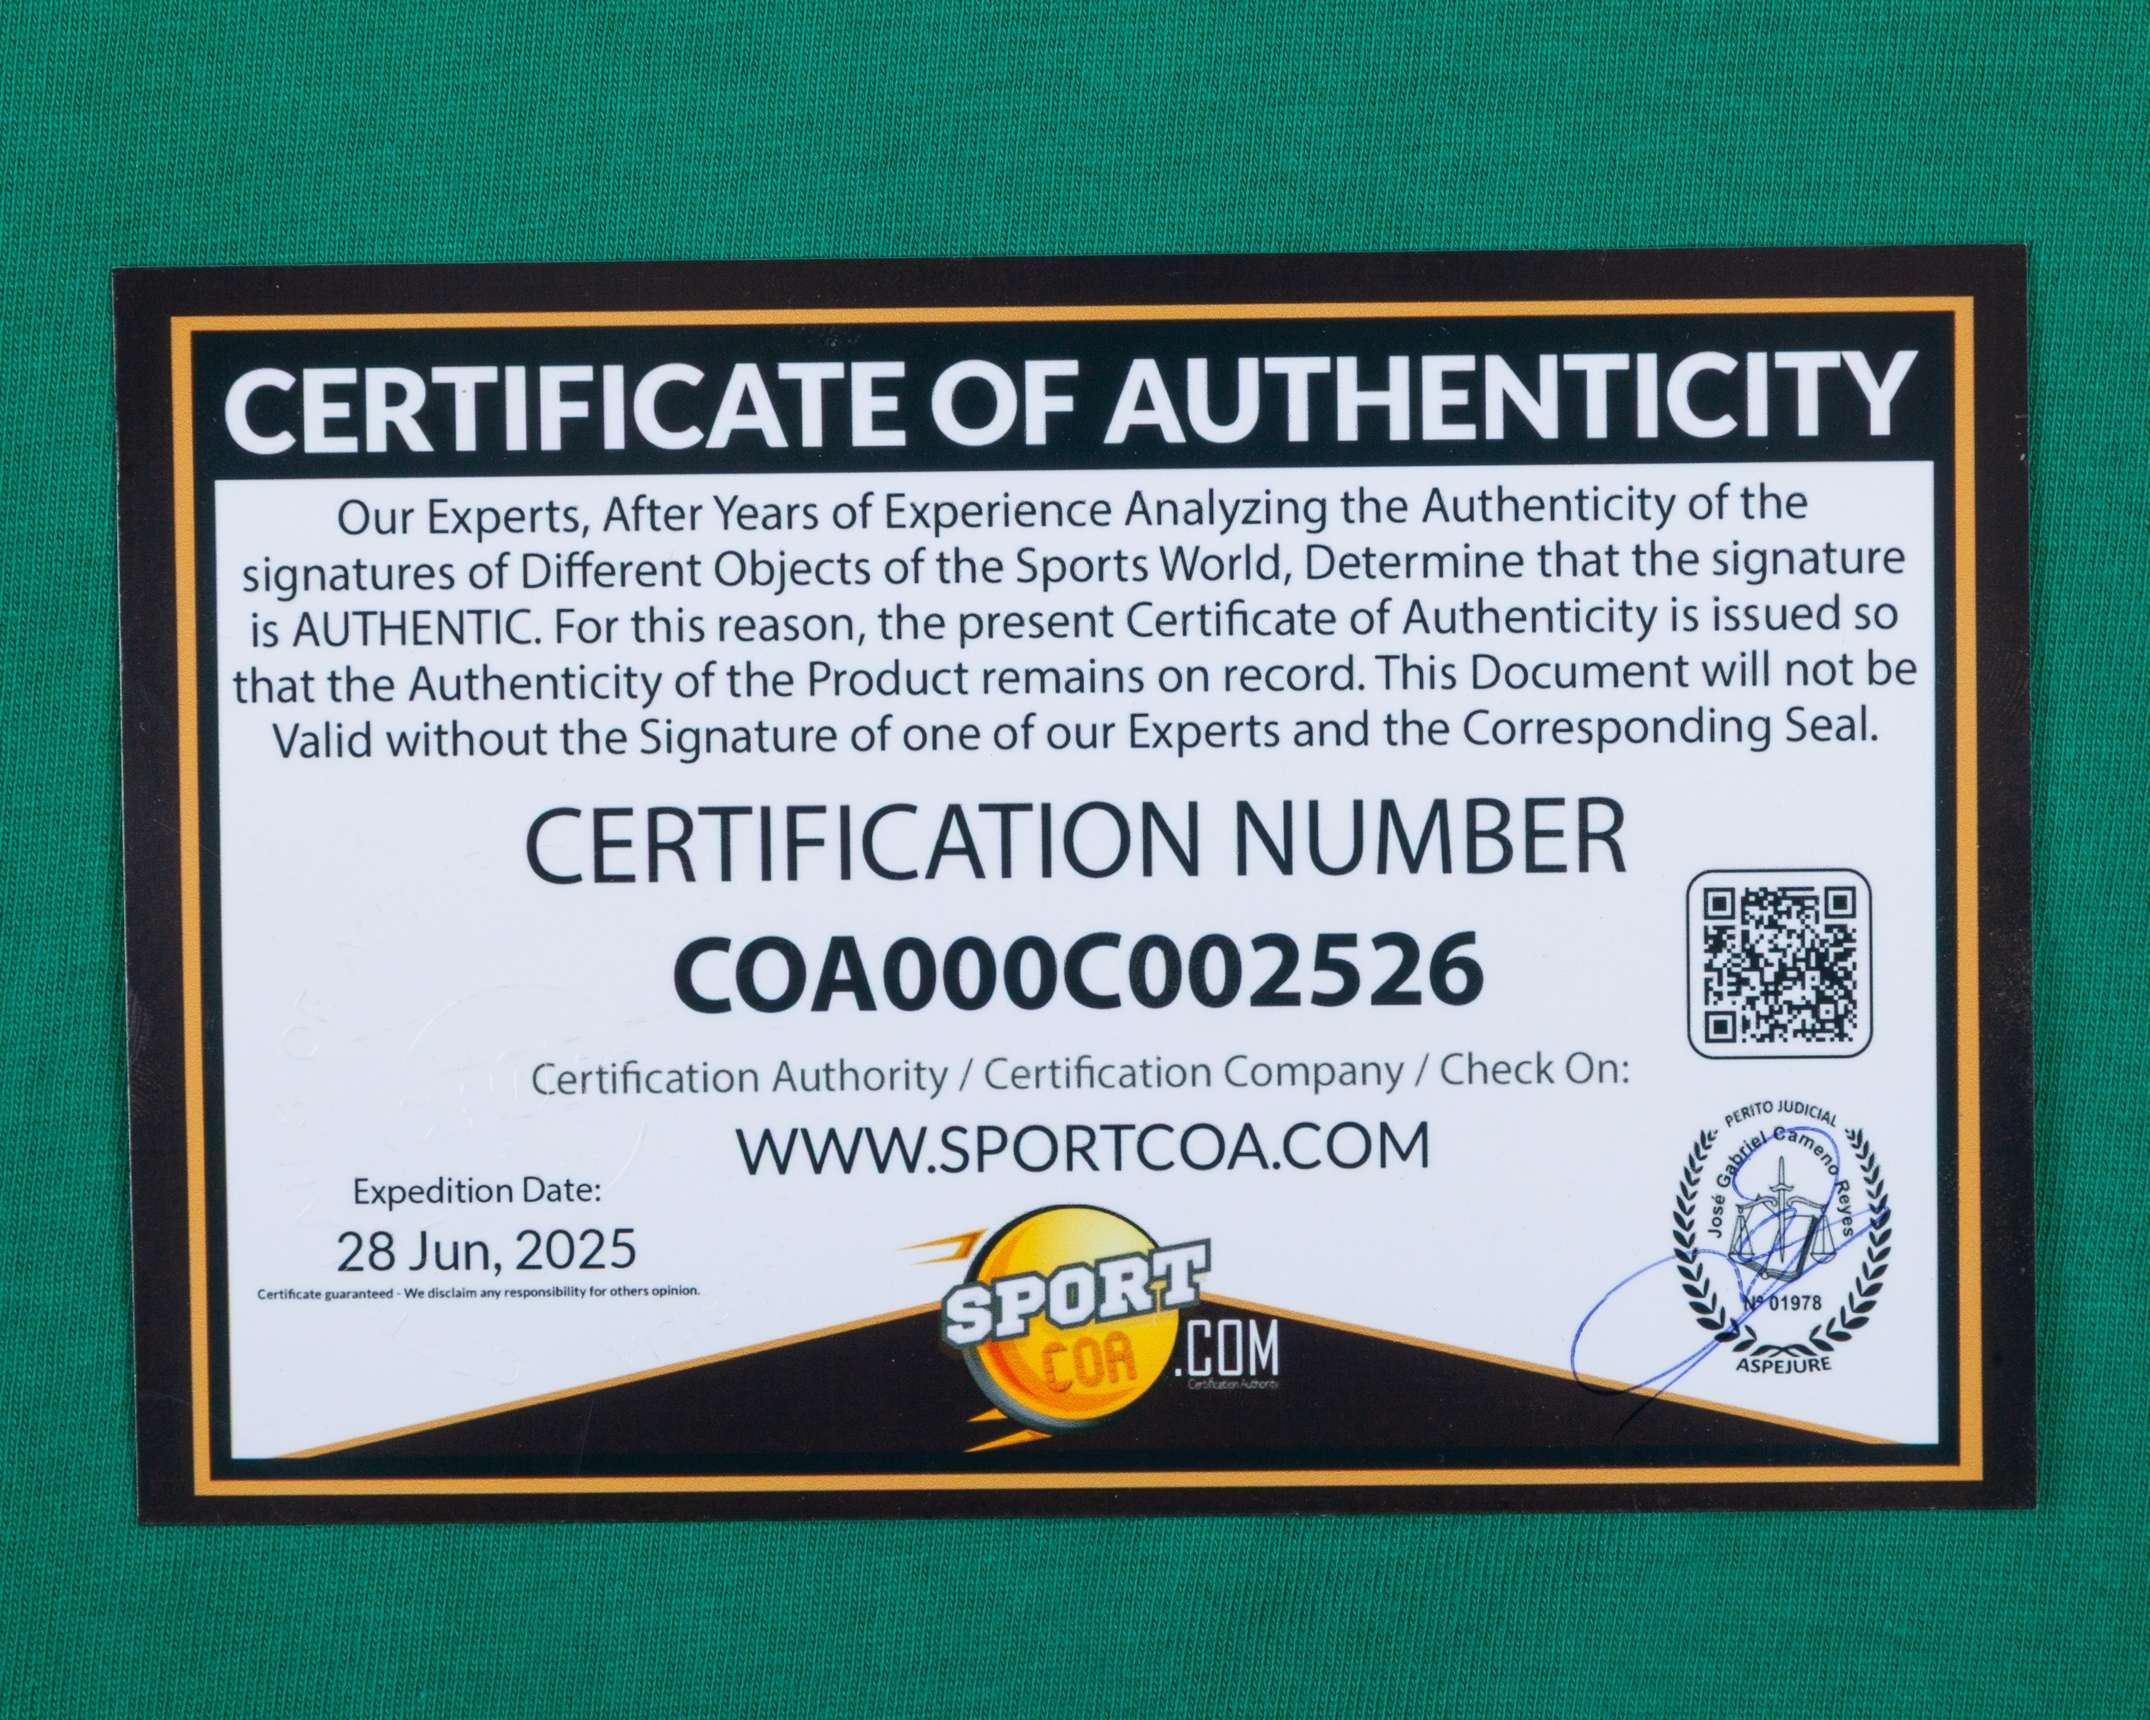 CERTIFICATE OF AUTHENTICITY
Our Experts, After Years of Experience Analyzing the Authenticity of the
signatures of Different Objects of the Sports World, Determine that the signature
is AUTHENTIC. For this reason, the present Certificate of Authenticity is issued so
that the Authenticity of the Product remains on record. This Document will not be
Valid without the Signature of one of our Experts and the Corresponding Seal.
CERTIFICATION NUMBER
COA000C002526
Certification Authority / Certification Company / Check On:
WWW.SPORTCOA.COM
Expedition Date:
28 Jun, 2025
Certificate guaranteed - We disclaim any responsibility for others opinion.
SPORT
COA
.COM
Certification Authority
PERITO JUDICIAL
José Gabriel Cameno Reyes
Nº 01978
ASPEJURE